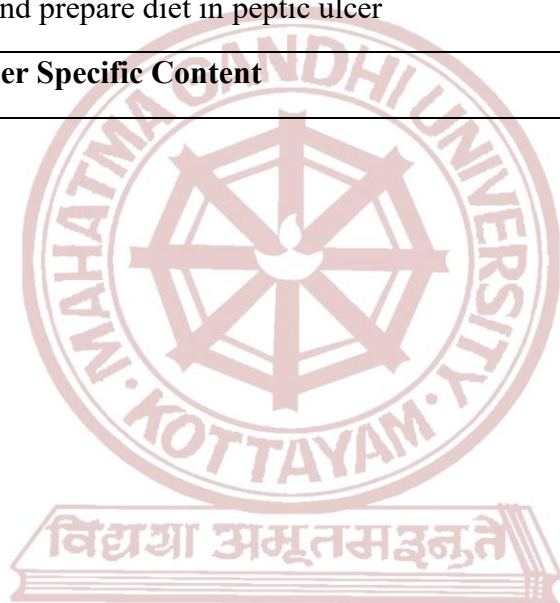 nd prepare diet in peptic ulcer
er Specific Content
MAHATMA GANDHI UNIVERSITY
KOTTAYAM
विद्यया अमृतमश्नुते